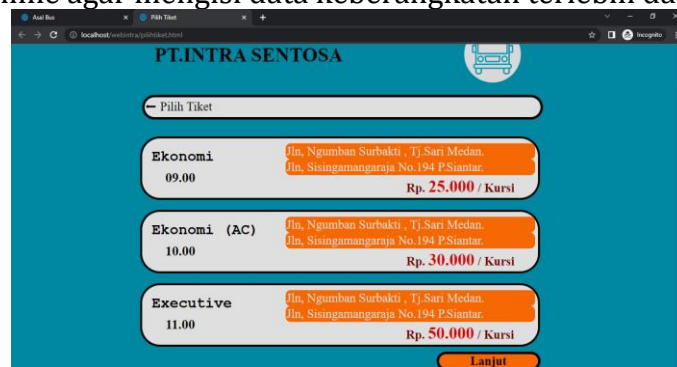 agar mengisi data keberangkatan terlebih
Asal Bus
Pilih Tiket
localhost/webintra/pilihtiket.html
Incognito
PT.INTRA SENTOSA
Pilih Tiket
Ekonomi
09.00
Jln, Ngumban Surbakti , Tj.Sari Medan.
Jln, Sisingamangaraja No.194 P.Siantar.
Rp. 25.000 / Kursi
Ekonomi (AC)
10.00
Jln, Ngumban Surbakti , Tj.Sari Medan.
Jln, Sisingamangaraja No.194 P.Siantar.
Rp. 30.000 / Kursi
Executive
11.00
Jln, Ngumban Surbakti , Tj.Sari Medan.
Jln, Sisingamangaraja No.194 P.Siantar.
Rp. 50.000 / Kursi
Lanjut